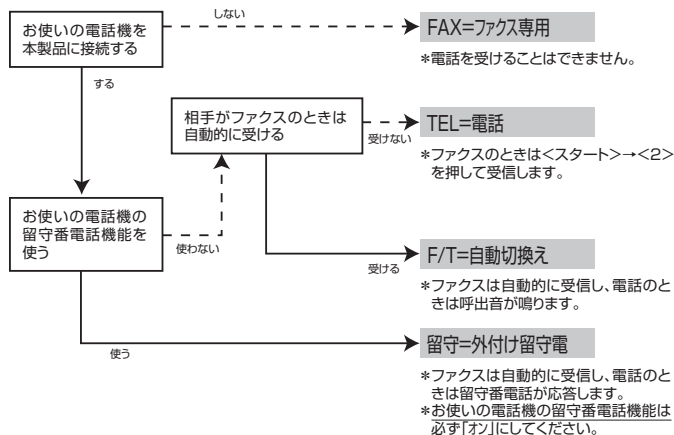 お使いの電話機を
本製品に接続する
しない
FAX=ファクス専用
*電話を受けることはできません。
する
相手がファクスのときは
自動的に受ける
受けない
TEL=電話
*ファクスのときは<スタート>→<2>
を押して受信します。
お使いの電話機の
留守番電話機能を
使う
使わない
受ける
F/T=自動切換え
*ファクスは自動的に受信し、電話のと
きは呼出音が鳴ります。
使う
留守=外付け留守電
*ファクスは自動的に受信し、電話のと
きは留守番電話が応答します。
*お使いの電話機の留守番電話機能は
必ず「オン」にしてください。